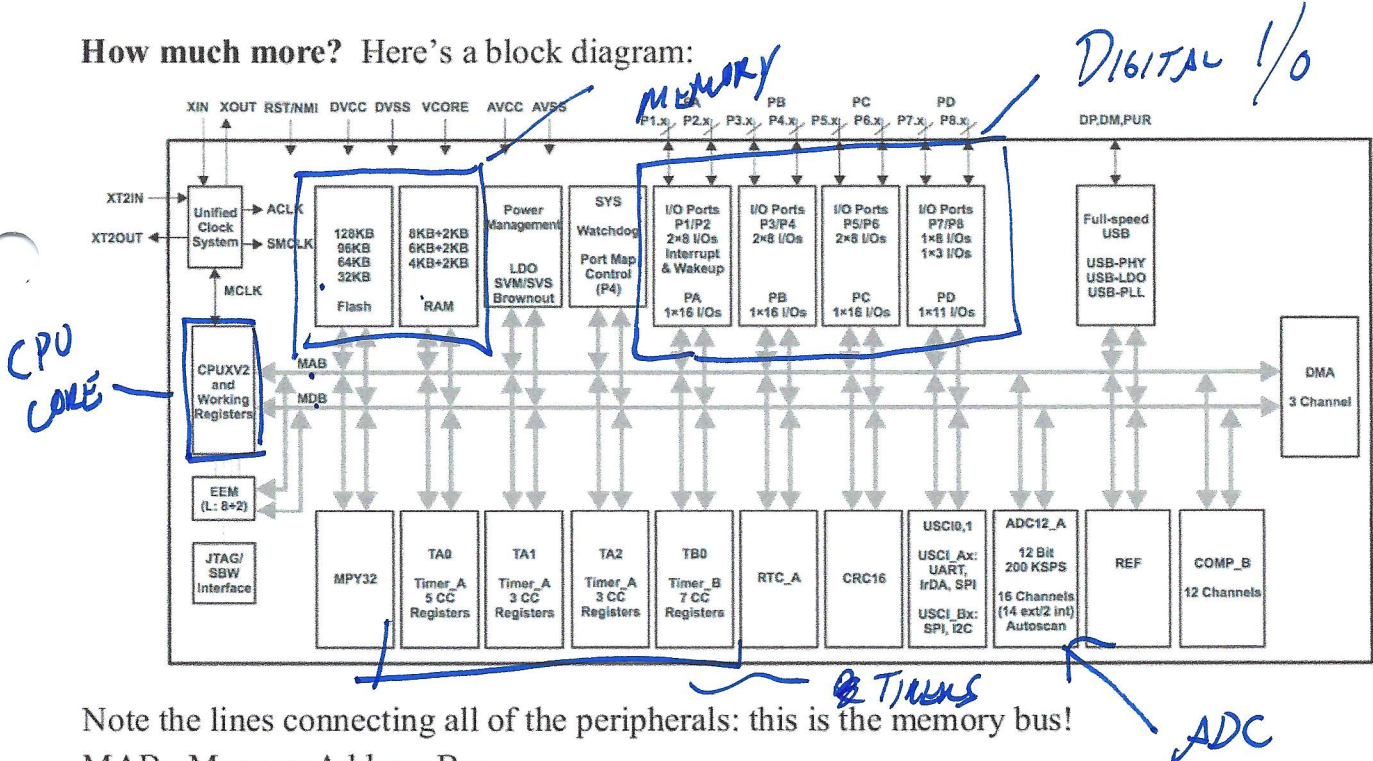 How much more? Here's a block diagram:
MEMORY
DIGITAL I/O
XIN XOUT RST/NMI DVCC DVSS VCORE AVCC AVSS
PA PB PC PD
P1.x P2.x P3.x P4.x P5.x P6.x P7.x P8.x
DP,DM,PUR
XT2IN
XT2OUT
Unified
Clock
System
ACLK
SMCLK
MCLK
128KB
96KB
64KB
32KB
Flash
8KB+2KB
6KB+2KB
4KB+2KB
RAM
Power
Management
LDO
SVM/SVS
Brownout
SYS
Watchdog
Port Map
Control
(P4)
I/O Ports
P1/P2
2×8 I/Os
Interrupt
& Wakeup
PA
1×16 I/Os
I/O Ports
P3/P4
2×8 I/Os
PB
1×16 I/Os
I/O Ports
P5/P6
2×8 I/Os
PC
1×16 I/Os
I/O Ports
P7/P8
1×8 I/Os
1×3 I/Os
PD
1×11 I/Os
Full-speed
USB
USB-PHY
USB-LDO
USB-PLL
CPU
CORE
CPUXV2
and
Working
Registers
MAB
MDB
DMA
3 Channel
EEM
(L: 8+2)
JTAG/
SBW
Interface
MPY32
TA0
Timer_A
5 CC
Registers
TA1
Timer_A
3 CC
Registers
TA2
Timer_A
3 CC
Registers
TB0
Timer_B
7 CC
Registers
RTC_A
CRC16
USCI0,1
USCI_Ax:
UART,
IrDA, SPI
USCI_Bx:
SPI, I2C
ADC12_A
12 Bit
200 KSPS
16 Channels
(14 ext/2 int)
Autoscan
REF
COMP_B
12 Channels
TIMERS
ADC
Note the lines connecting all of the peripherals: this is the memory bus!